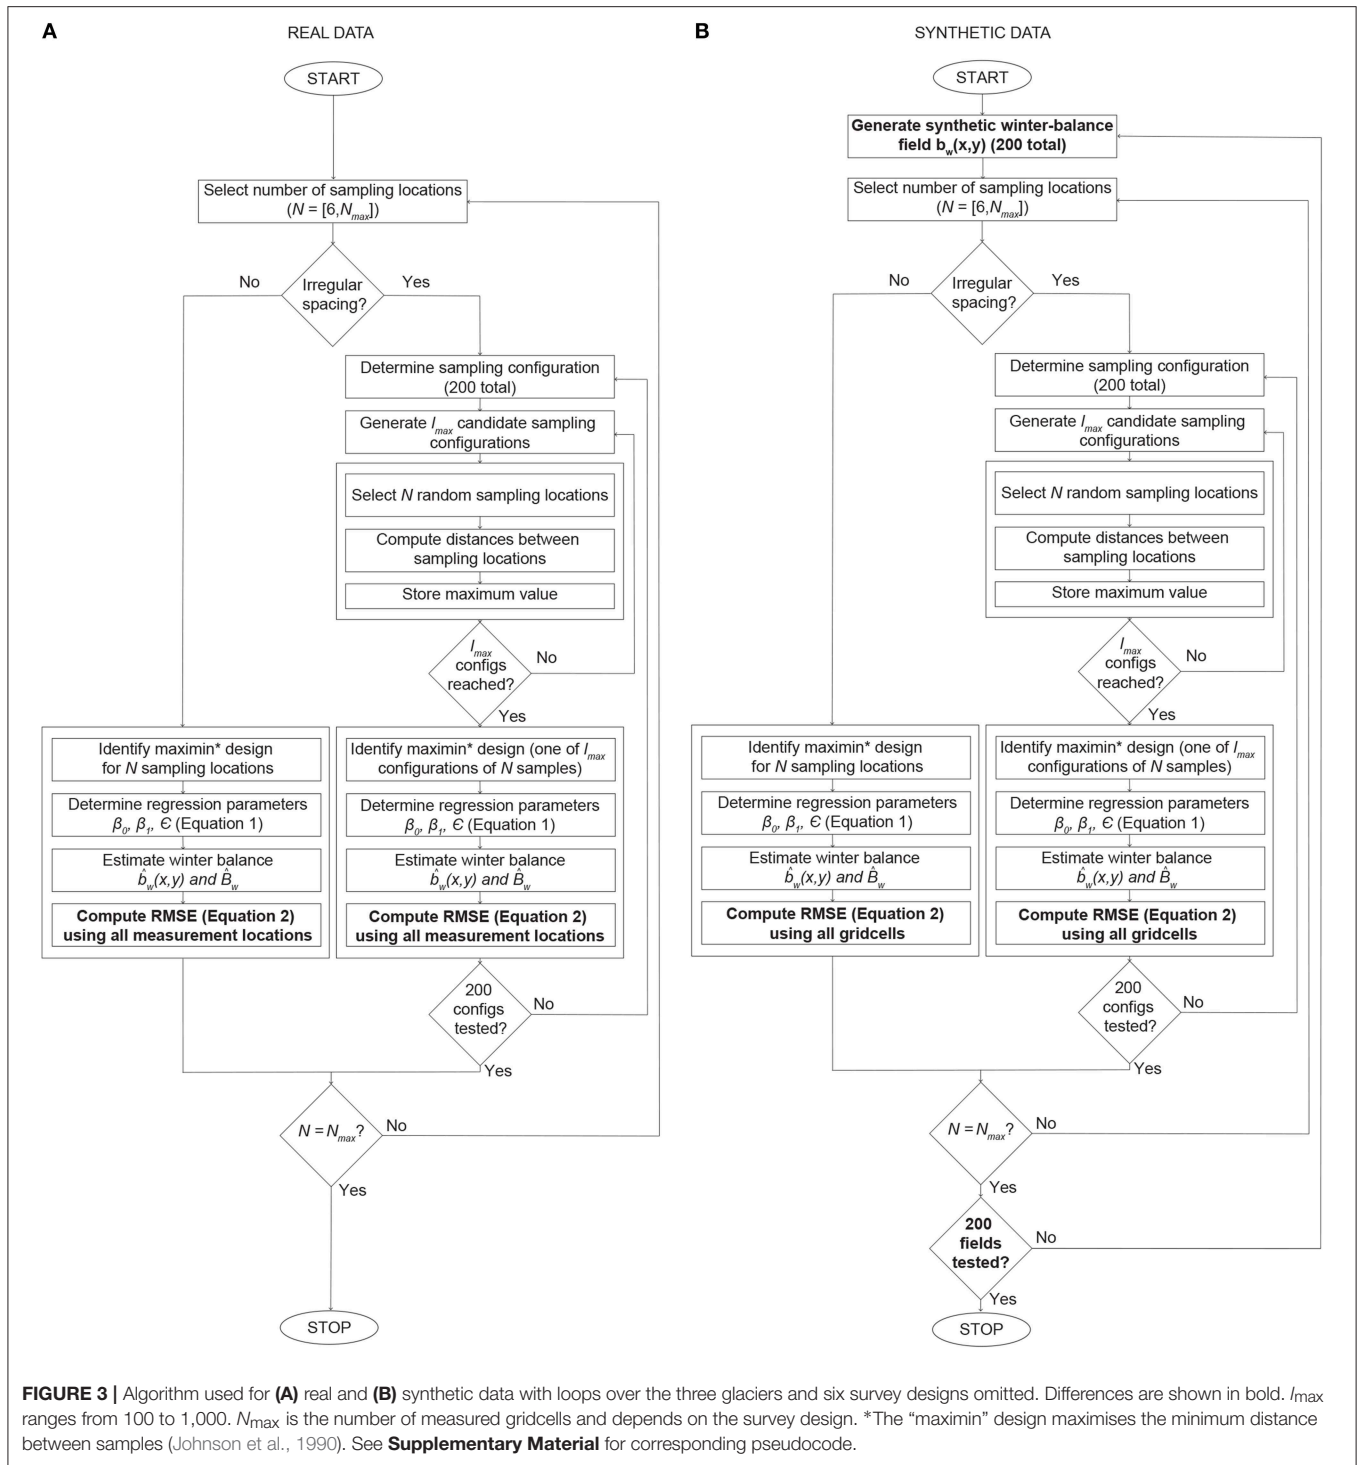 A
REAL DATA
START
Select number of sampling locations
(N = [6,Nmax])
No
Yes
Irregular
spacing?
Determine sampling configuration
(200 total)
Generate Imax candidate sampling
configurations
Select N random sampling locations
Compute distances between
sampling locations
Store maximum value
Imax
configs
reached?
No
Yes
Identify maximin* design
for N sampling locations
Determine regression parameters
β0, β1, Є (Equation 1)
Estimate winter balance
b̂w(x,y) and B̂w
Compute RMSE (Equation 2)
using all measurement locations
Identify maximin* design (one of Imax
configurations of N samples)
Determine regression parameters
β0, β1, Є (Equation 1)
Estimate winter balance
b̂w(x,y) and B̂w
Compute RMSE (Equation 2)
using all measurement locations
200
configs
tested?
No
Yes
N = Nmax?
No
Yes
STOP
B
SYNTHETIC DATA
START
Generate synthetic winter-balance
field bw(x,y) (200 total)
Select number of sampling locations
(N = [6,Nmax])
No
Yes
Irregular
spacing?
Determine sampling configuration
(200 total)
Generate Imax candidate sampling
configurations
Select N random sampling locations
Compute distances between
sampling locations
Store maximum value
Imax
configs
reached?
No
Yes
Identify maximin* design
for N sampling locations
Determine regression parameters
β0, β1, Є (Equation 1)
Estimate winter balance
b̂w(x,y) and B̂w
Compute RMSE (Equation 2)
using all gridcells
Identify maximin* design (one of Imax
configurations of N samples)
Determine regression parameters
β0, β1, Є (Equation 1)
Estimate winter balance
b̂w(x,y) and B̂w
Compute RMSE (Equation 2)
using all gridcells
200
configs
tested?
No
Yes
N = Nmax?
No
Yes
200
fields
tested?
No
Yes
STOP
FIGURE 3 | Algorithm used for (A) real and (B) synthetic data with loops over the three glaciers and six survey designs omitted. Differences are shown in bold. Imax
ranges from 100 to 1,000. Nmax is the number of measured gridcells and depends on the survey design. *The “maximin” design maximises the minimum distance
between samples (Johnson et al., 1990). See Supplementary Material for corresponding pseudocode.